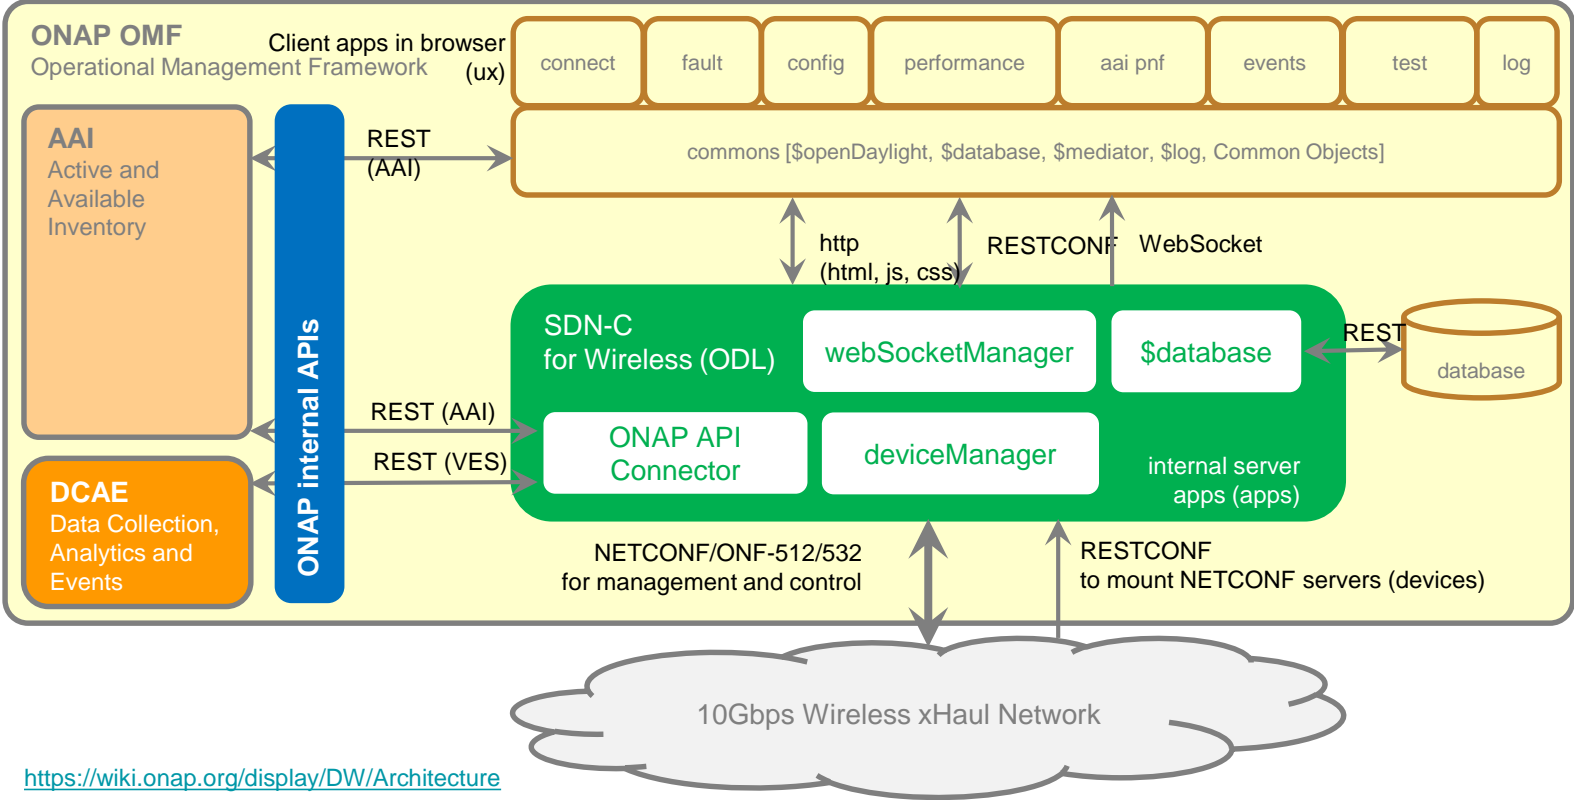 ONAP OMF
Operational Management Framework
Client apps in browser
(ux)
connect
fault
config
performance
aai pnf
events
test
log
AAI
Active and
Available
Inventory
ONAP internal APIs
REST
(AAI)
commons [$openDaylight, $database, $mediator, $log, Common Objects]
http
(html, js, css)
RESTCONF
WebSocket
SDN-C
for Wireless (ODL)
webSocketManager
$database
REST
database
REST (AAI)
ONAP API
Connector
deviceManager
internal server
apps (apps)
REST (VES)
DCAE
Data Collection,
Analytics and
Events
NETCONF/ONF-512/532
for management and control
RESTCONF
to mount NETCONF servers (devices)
10Gbps Wireless xHaul Network
https://wiki.onap.org/display/DW/Architecture